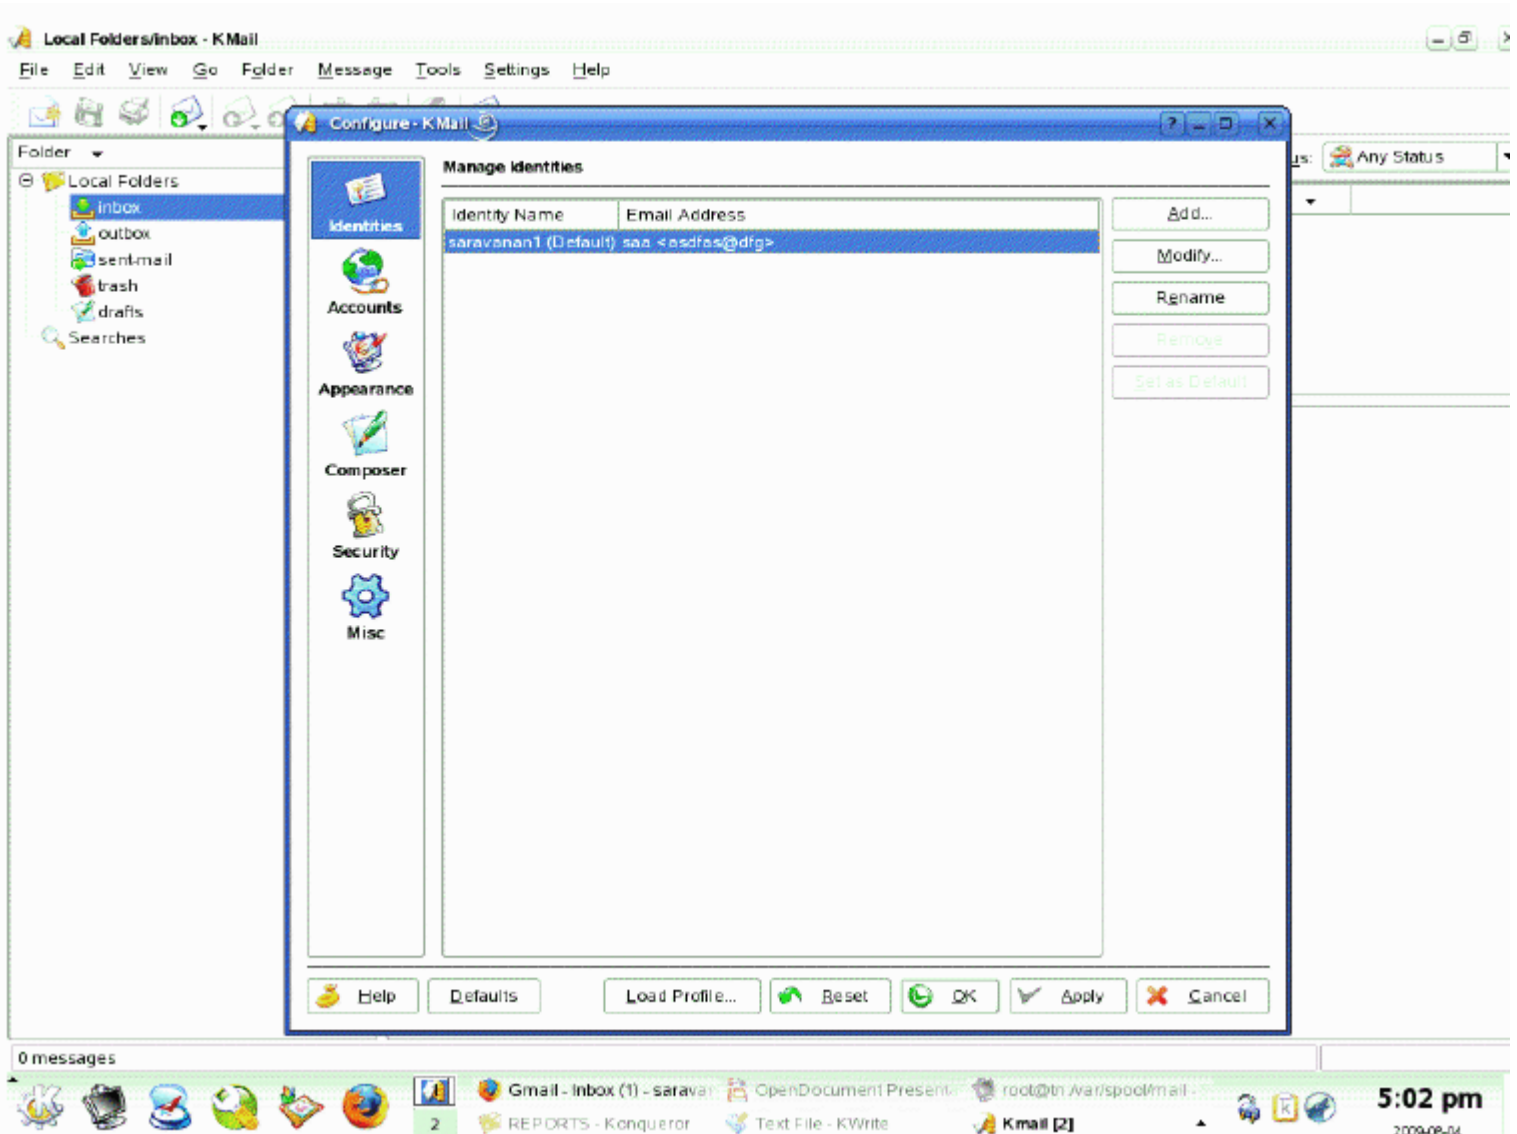 Local Folders/inbox - KMail
File Edit View Go Folder Message Tools Settings Help
Configure - KMail
Folder
Local Folders
inbox
outbox
sent-mail
trash
drafts
Searches
Identities
Accounts
Appearance
Composer
Security
Misc
Manage Identities
Identity Name Email Address
saravanan1 (Default) saa <asdfas@dfg>
Add...
Modify...
Rename
Remove
Set as Default
us: Any Status
Help Defaults Load Profile... Reset OK Apply Cancel
0 messages
2
Gmail - Inbox (1) - sarava
OpenDocument Present
root@tn:/var/spool/mail -
REPORTS - Konqueror
Text File - KWrite
Kmail [2]
5:02 pm
2009-08-04